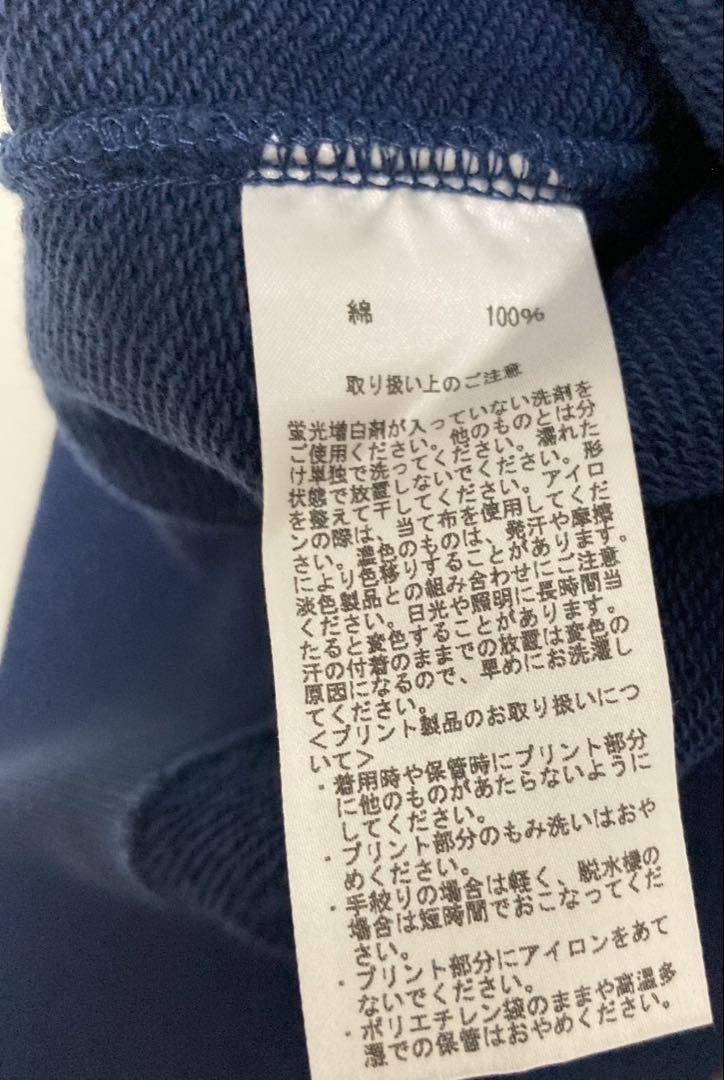 綿 100%
取り扱い上のご注意
蛍光増白剤が入っていない洗剤を
ご使用ください。他のものとは分
け単独で洗ってください。濡れた
状態で放置しないでください。形
を整えて干してください。アイロ
ンの際は、当て布を使用してくだ
さい。濃色のものは、発汗や摩擦
により色移りすることがあります。
淡色製品との組み合わせにご注意
ください。日光や照明に長時間当
たると変色することがあります。
汗の付着のままでの放置は変色の
原因になるので、早めにお洗濯し
てください。
<プリント製品のお取り扱いにつ
いて>
・着用時や保管時にプリント部分
に他のものがあたらないように
してください。
・プリント部分のもみ洗いはおや
めください。
・手絞りの場合は軽く、脱水機の
場合は短時間でおこなってくだ
さい。
・プリント部分にアイロンをあて
ないでください。
・ポリエチレン袋のままや高温多
湿での保管はおやめください。